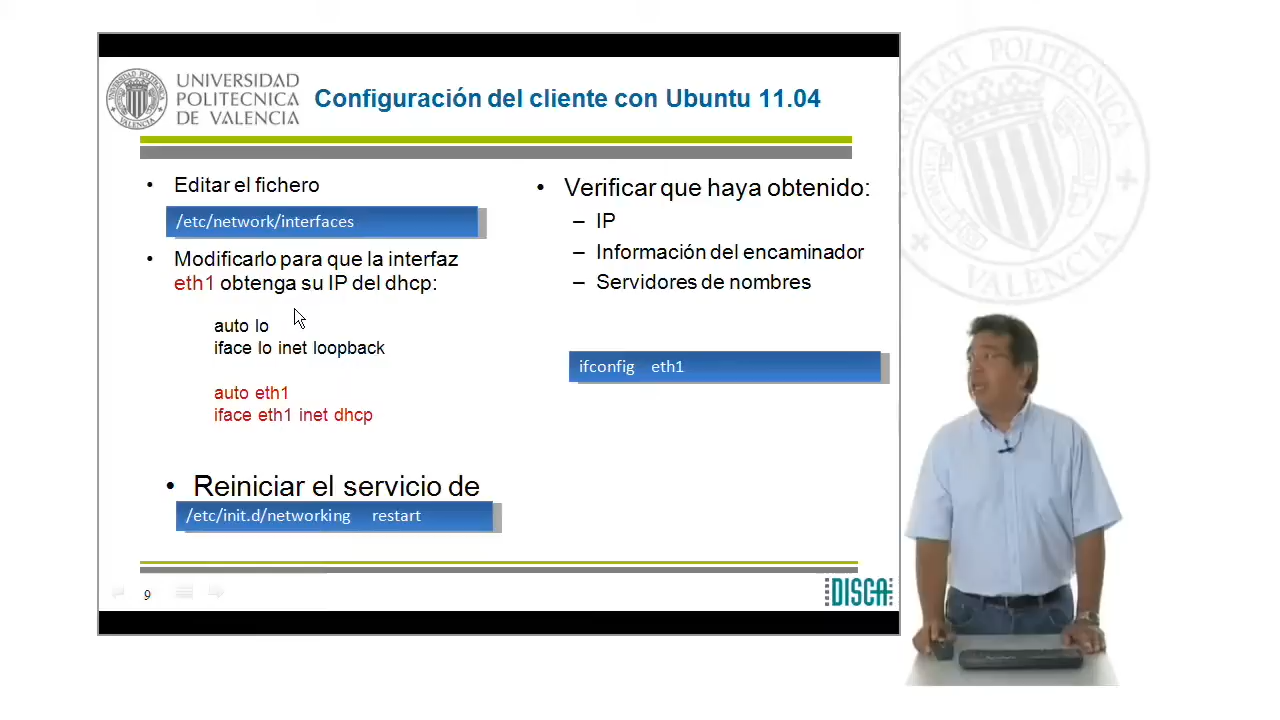 UNIVERSIDAD
POLITECNICA
DE VALENCIA
Configuración del cliente con Ubuntu 11.04
• Editar el fichero
/etc/network/interfaces
• Modificarlo para que la interfaz
eth1 obtenga su IP del dhcp:
auto lo
iface lo inet loopback
auto eth1
iface eth1 inet dhcp
• Reiniciar el servicio de
/etc/init.d/networking restart
• Verificar que haya obtenido:
– IP
– Información del encaminador
– Servidores de nombres
ifconfig eth1
9
DISCA
POLITECNICA
VALENCIA